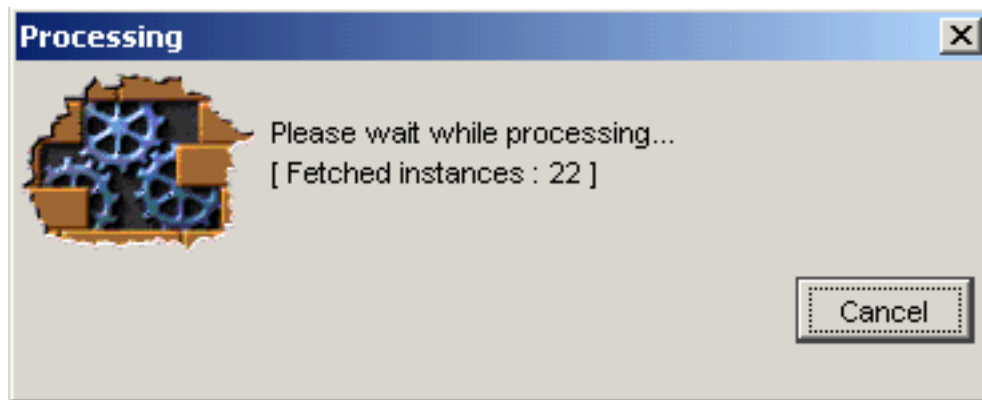 Processing
Please wait while processing...
[ Fetched instances : 22 ]
Cancel